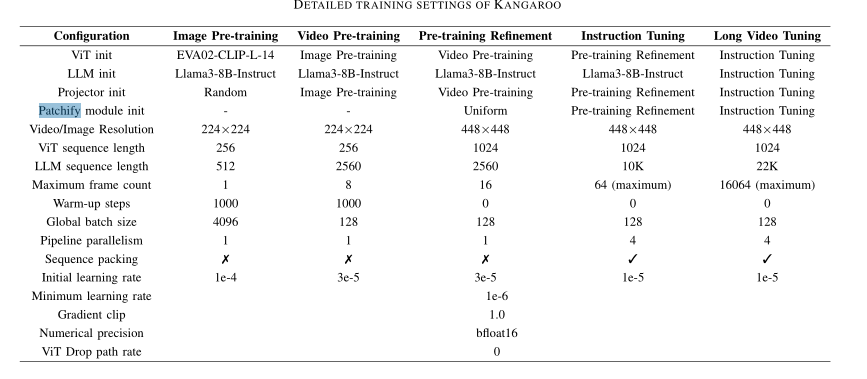 DETAILED TRAINING SETTINGS OF KANGAROO
Configuration Image Pre-training Video Pre-training Pre-training Refinement Instruction Tuning Long Video Tuning
ViT init EVA02-CLIP-L-14 Image Pre-training Video Pre-training Pre-training Refinement Instruction Tuning
LLM init Llama3-8B-Instruct Llama3-8B-Instruct Llama3-8B-Instruct Llama3-8B-Instruct Instruction Tuning
Projector init Random Image Pre-training Video Pre-training Pre-training Refinement Instruction Tuning
Patchify module init - - Uniform Pre-training Refinement Instruction Tuning
Video/Image Resolution 224×224 224×224 448×448 448×448 448×448
ViT sequence length 256 256 1024 1024 1024
LLM sequence length 512 2560 2560 10K 22K
Maximum frame count 1 8 16 64 (maximum) 16064 (maximum)
Warm-up steps 1000 1000 0 0 0
Global batch size 4096 128 128 128 128
Pipeline parallelism 1 1 1 4 4
Sequence packing ✗ ✗ ✗ ✓ ✓
Initial learning rate 1e-4 3e-5 3e-5 1e-5 1e-5
Minimum learning rate 1e-6
Gradient clip 1.0
Numerical precision bfloat16
ViT Drop path rate 0